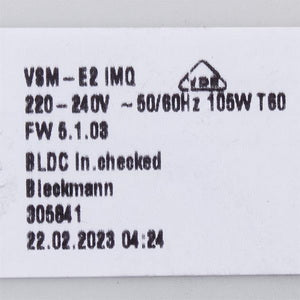 VSM-E2 IMQ
220-240V ~50/60Hz 105W T60
FW 5.1.03
BLDC in.checked
Bleckmann
305841
22.02.2023 04:24